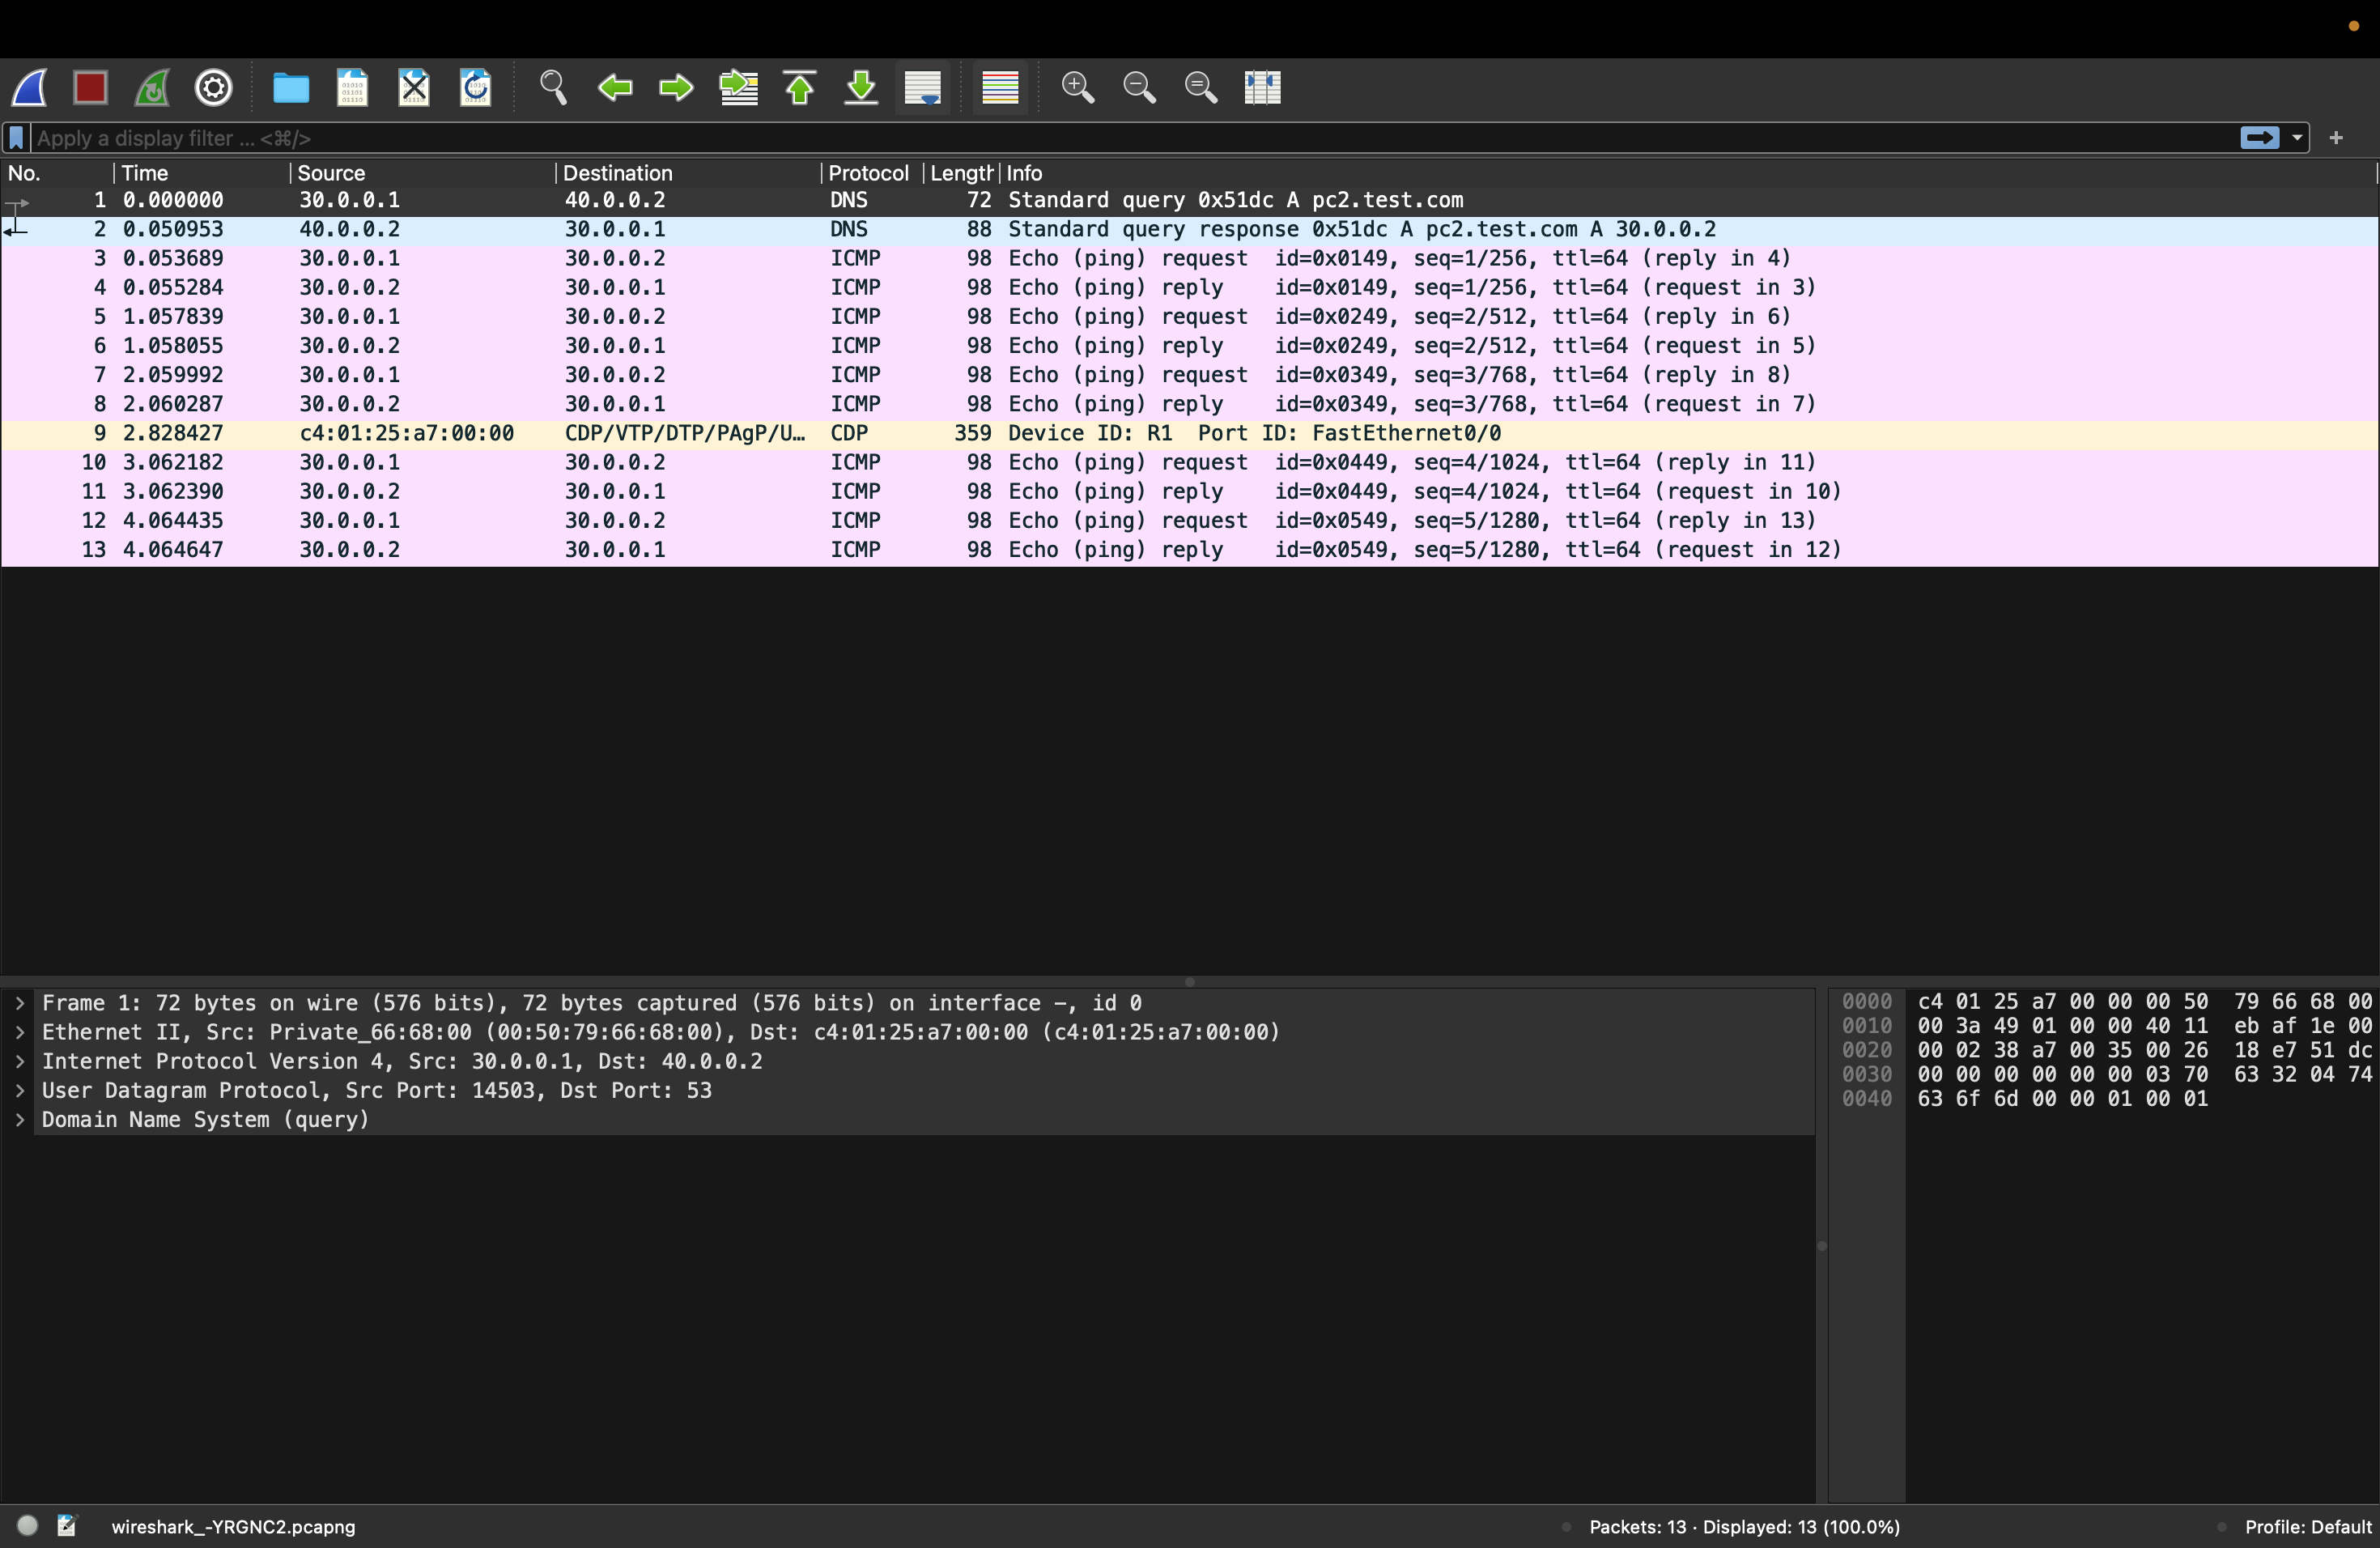 Apply a display filter ... <⌘/>
No. Time Source Destination Protocol Length Info
1 0.000000 30.0.0.1 40.0.0.2 DNS 72 Standard query 0x51dc A pc2.test.com
2 0.050953 40.0.0.2 30.0.0.1 DNS 88 Standard query response 0x51dc A pc2.test.com A 30.0.0.2
3 0.053689 30.0.0.1 30.0.0.2 ICMP 98 Echo (ping) request id=0x0149, seq=1/256, ttl=64 (reply in 4)
4 0.055284 30.0.0.2 30.0.0.1 ICMP 98 Echo (ping) reply id=0x0149, seq=1/256, ttl=64 (request in 3)
5 1.057839 30.0.0.1 30.0.0.2 ICMP 98 Echo (ping) request id=0x0249, seq=2/512, ttl=64 (reply in 6)
6 1.058055 30.0.0.2 30.0.0.1 ICMP 98 Echo (ping) reply id=0x0249, seq=2/512, ttl=64 (request in 5)
7 2.059992 30.0.0.1 30.0.0.2 ICMP 98 Echo (ping) request id=0x0349, seq=3/768, ttl=64 (reply in 8)
8 2.060287 30.0.0.2 30.0.0.1 ICMP 98 Echo (ping) reply id=0x0349, seq=3/768, ttl=64 (request in 7)
9 2.828427 c4:01:25:a7:00:00 CDP/VTP/DTP/PAgP/U… CDP 359 Device ID: R1 Port ID: FastEthernet0/0
10 3.062182 30.0.0.1 30.0.0.2 ICMP 98 Echo (ping) request id=0x0449, seq=4/1024, ttl=64 (reply in 11)
11 3.062390 30.0.0.2 30.0.0.1 ICMP 98 Echo (ping) reply id=0x0449, seq=4/1024, ttl=64 (request in 10)
12 4.064435 30.0.0.1 30.0.0.2 ICMP 98 Echo (ping) request id=0x0549, seq=5/1280, ttl=64 (reply in 13)
13 4.064647 30.0.0.2 30.0.0.1 ICMP 98 Echo (ping) reply id=0x0549, seq=5/1280, ttl=64 (request in 12)
Frame 1: 72 bytes on wire (576 bits), 72 bytes captured (576 bits) on interface -, id 0
Ethernet II, Src: Private_66:68:00 (00:50:79:66:68:00), Dst: c4:01:25:a7:00:00 (c4:01:25:a7:00:00)
Internet Protocol Version 4, Src: 30.0.0.1, Dst: 40.0.0.2
User Datagram Protocol, Src Port: 14503, Dst Port: 53
Domain Name System (query)
0000 c4 01 25 a7 00 00 00 50 79 66 68 00
0010 00 3a 49 01 00 00 40 11 eb af 1e 00
0020 00 02 38 a7 00 35 00 26 18 e7 51 dc
0030 00 00 00 00 00 00 03 70 63 32 04 74
0040 63 6f 6d 00 00 01 00 01
wireshark_-YRGNC2.pcapng
Packets: 13 · Displayed: 13 (100.0%)
Profile: Default